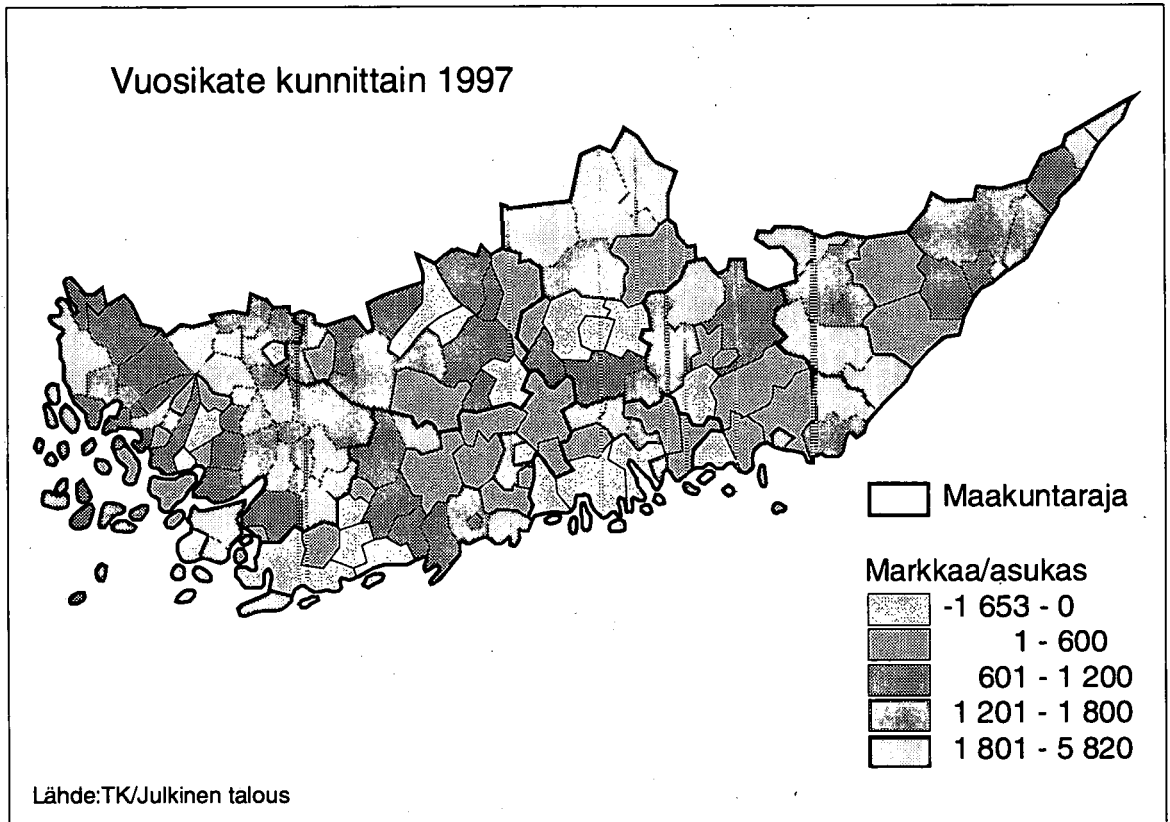 Vuosikate kunnittain 1997
Maakuntaraja
Markkaa/asukas
-1 653 - 0
1 - 600
601 - 1 200
1 201 - 1 800
1 801 - 5 820
Lähde:TK/Julkinen talous